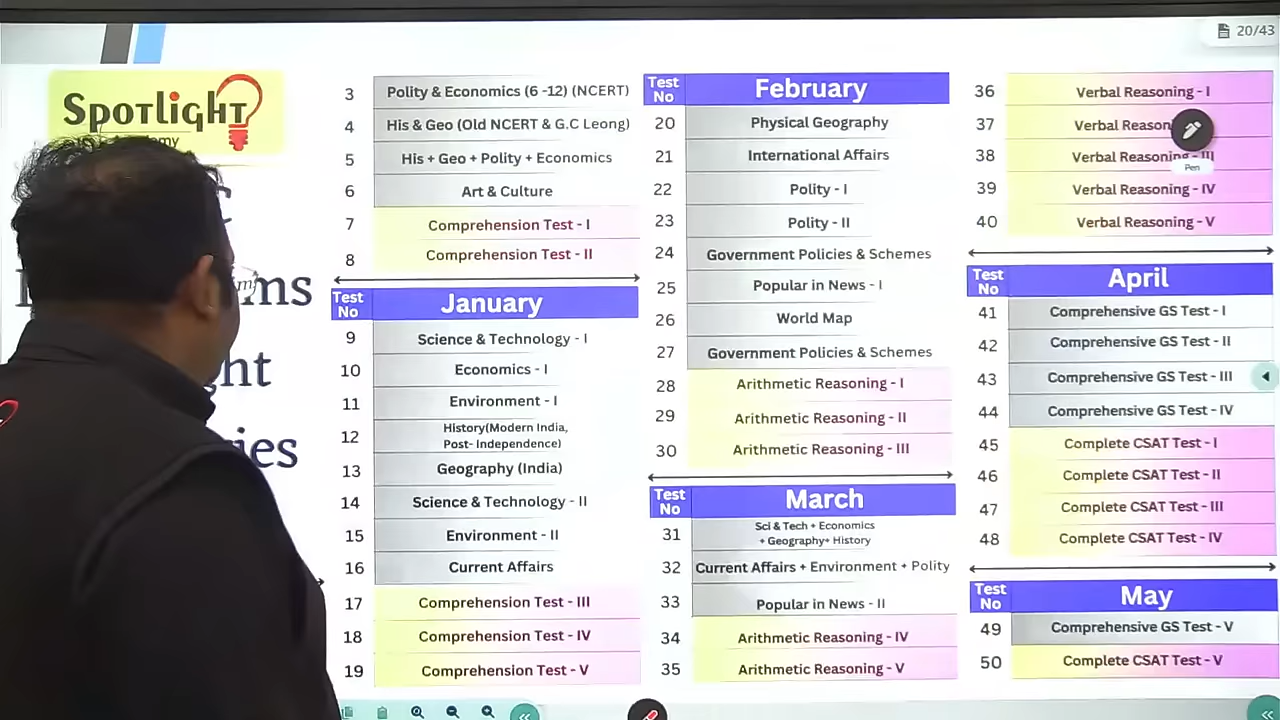 20/43
Spotlight
ms
ht
ies
3 Polity & Economics (6 -12) (NCERT)
4 His & Geo (Old NCERT & G.C Leong)
5 His + Geo + Polity + Economics
6 Art & Culture
7 Comprehension Test - I
8 Comprehension Test - II
Test No January
9 Science & Technology - I
10 Economics - I
11 Environment - I
12 History(Modern India,
Post- Independence)
13 Geography (India)
14 Science & Technology - II
15 Environment - II
16 Current Affairs
17 Comprehension Test - III
18 Comprehension Test - IV
19 Comprehension Test - V
Test No February
20 Physical Geography
21 International Affairs
22 Polity - I
23 Polity - II
24 Government Policies & Schemes
25 Popular in News - I
26 World Map
27 Government Policies & Schemes
28 Arithmetic Reasoning - I
29 Arithmetic Reasoning - II
30 Arithmetic Reasoning - III
Test No March
31 Sci & Tech + Economics
+ Geography+ History
32 Current Affairs + Environment + Polity
33 Popular in News - II
34 Arithmetic Reasoning - IV
35 Arithmetic Reasoning - V
36 Verbal Reasoning - I
37 Verbal Reason
38 Verbal Reasoning - III
Pen
39 Verbal Reasoning - IV
40 Verbal Reasoning - V
Test No April
41 Comprehensive GS Test - I
42 Comprehensive GS Test - II
43 Comprehensive GS Test - III
44 Comprehensive GS Test - IV
45 Complete CSAT Test - I
46 Complete CSAT Test - II
47 Complete CSAT Test - III
48 Complete CSAT Test - IV
Test No May
49 Comprehensive GS Test - V
50 Complete CSAT Test - V